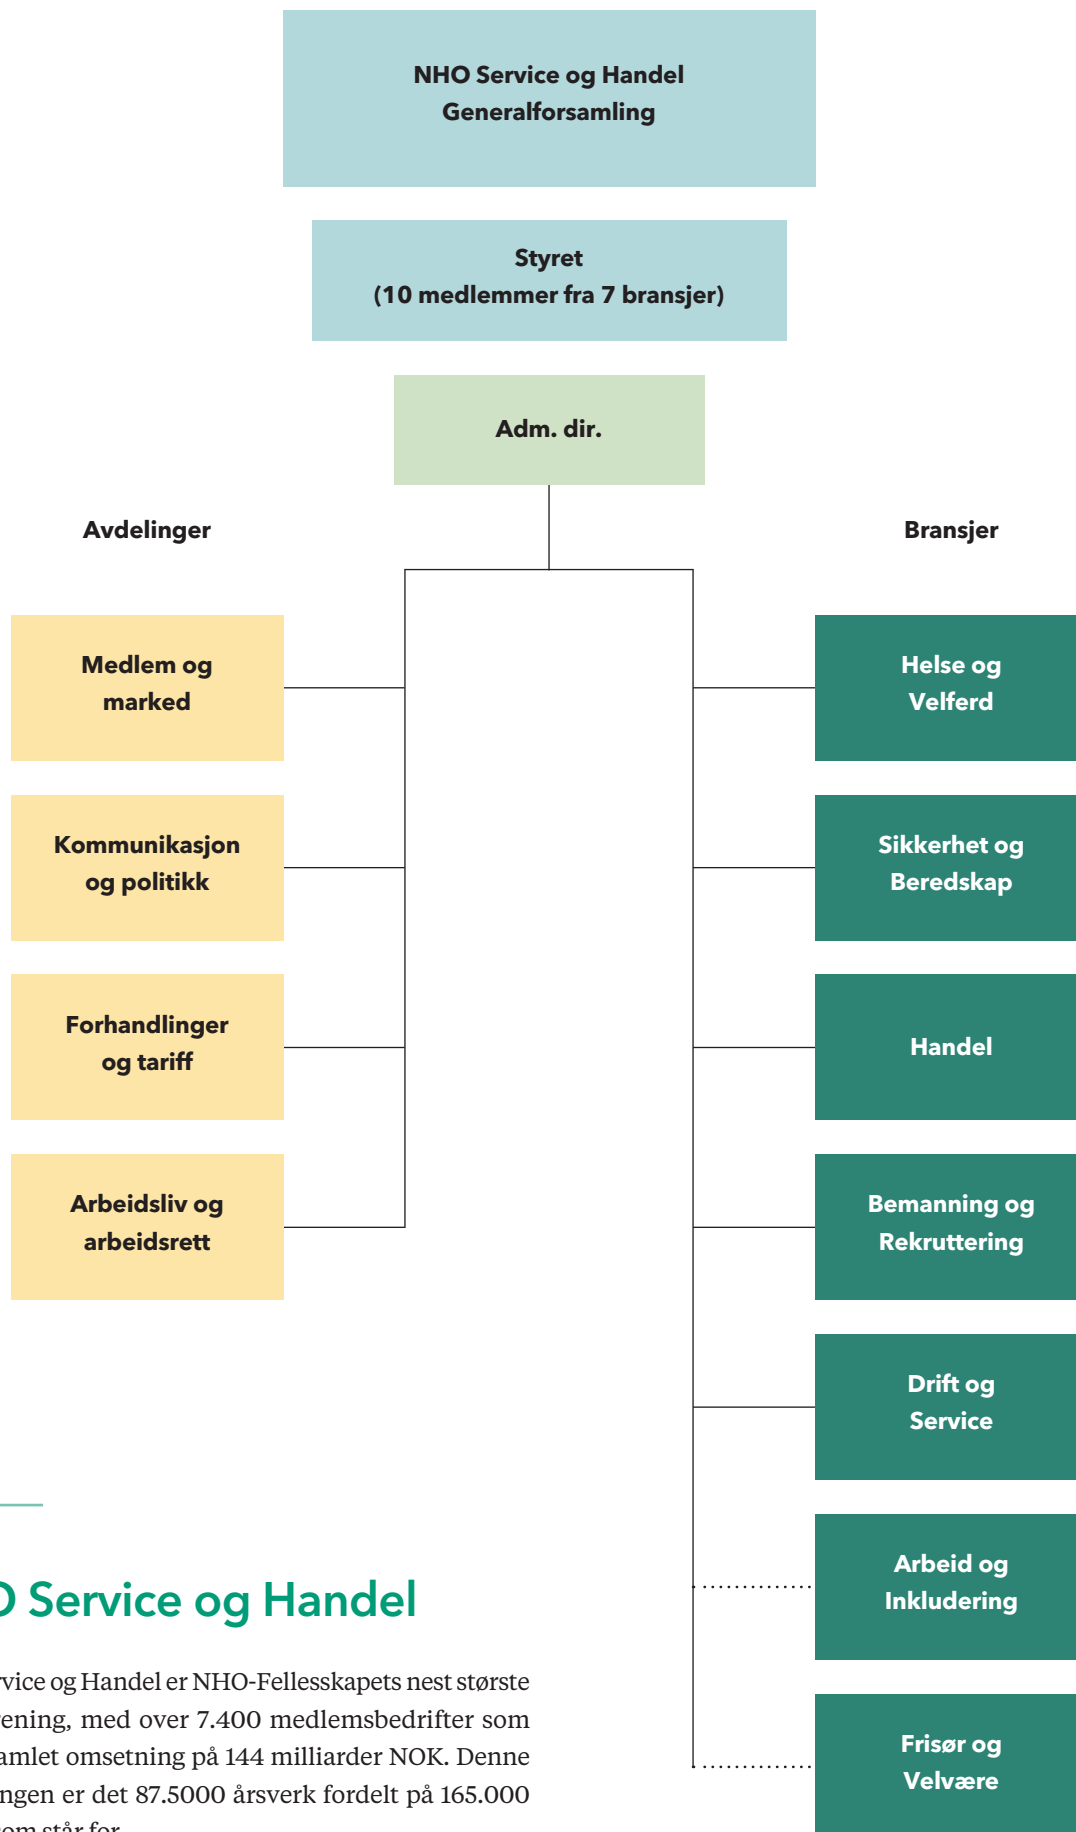 NHO Service og Handel
Generalforsamling
Styret
(10 medlemmer fra 7 bransjer)
Adm. dir.
Avdelinger
Bransjer
Medlem og
marked
Kommunikasjon
og politikk
Forhandlinger
og tariff
Arbeidsliv og
arbeidsrett
Helse og
Velferd
Sikkerhet og
Beredskap
Handel
Bemanning og
Rekruttering
Drift og
Service
Arbeid og
Inkludering
Frisør og
Velvære
Service og Handel
og Handel er NHO-Fellesskapets nest største
med over 7.400 medlemsbedrifter som
omsetning på 144 milliarder NOK. Denne
er det 87.5000 årsverk fordelt på 165.000
som står for